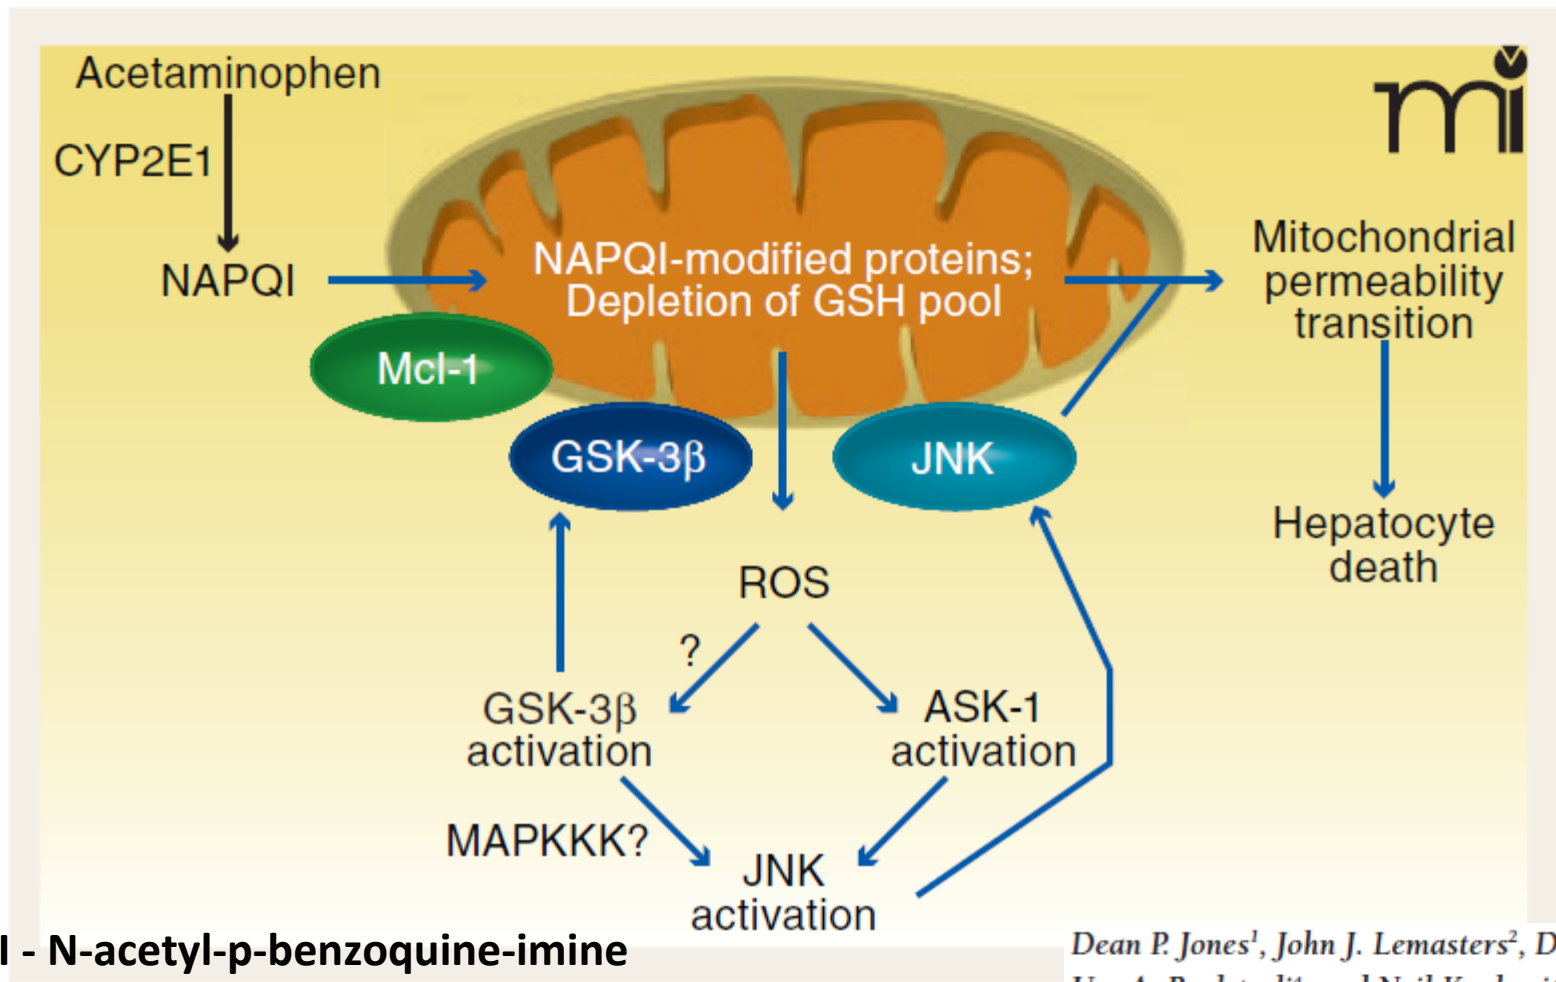 Acetaminophen
mi
CYP2E1
NAPQI
NAPQI-modified proteins;
Depletion of GSH pool
Mitochondrial
permeability
transition
Mcl-1
GSK-3β
JNK
Hepatocyte
death
ROS
?
GSK-3β
activation
ASK-1
activation
MAPKKK?
JNK
activation
I - N-acetyl-p-benzoquine-imine
Dean P. Jones¹, John J. Lemasters², D